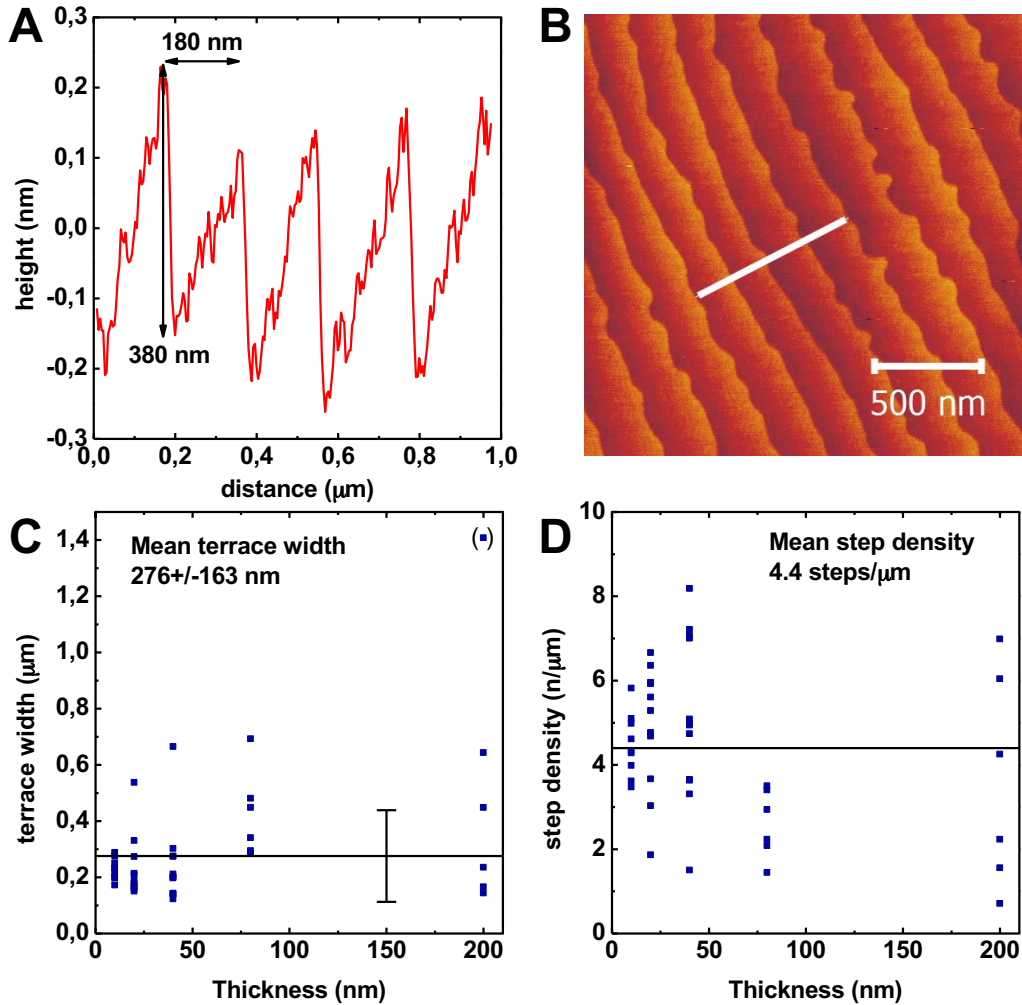 A
0,3
0,2
0,1
0,0
-0,1
-0,2
-0,3
height (nm)
180 nm
380 nm
0,0 0,2 0,4 0,6 0,8 1,0
distance (μm)
B
500 nm
C
1,4
1,2
1,0
0,8
0,6
0,4
0,2
0,0
terrace width (μm)
Mean terrace width
276+/-163 nm
( )
0 50 100 150 200
Thickness (nm)
D
10
8
6
4
2
0
step density (n/μm)
Mean step density
4.4 steps/μm
0 50 100 150 200
Thickness (nm)